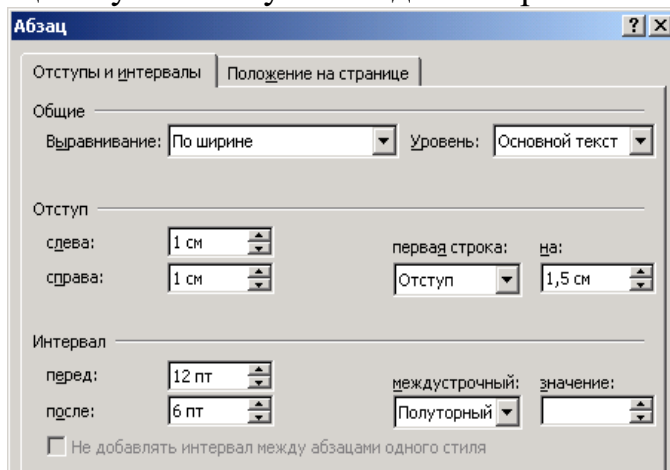 Абзац
Отступы и интервалы Положение на странице
Общие
Выравнивание: По ширине Уровень: Основной текст
Отступ
слева: 1 см первая строка: на:
справа: 1 см Отступ 1,5 см
Интервал
перед: 12 пт междустрочный: значение:
после: 6 пт Полуторный
Не добавлять интервал между абзацами одного стиля